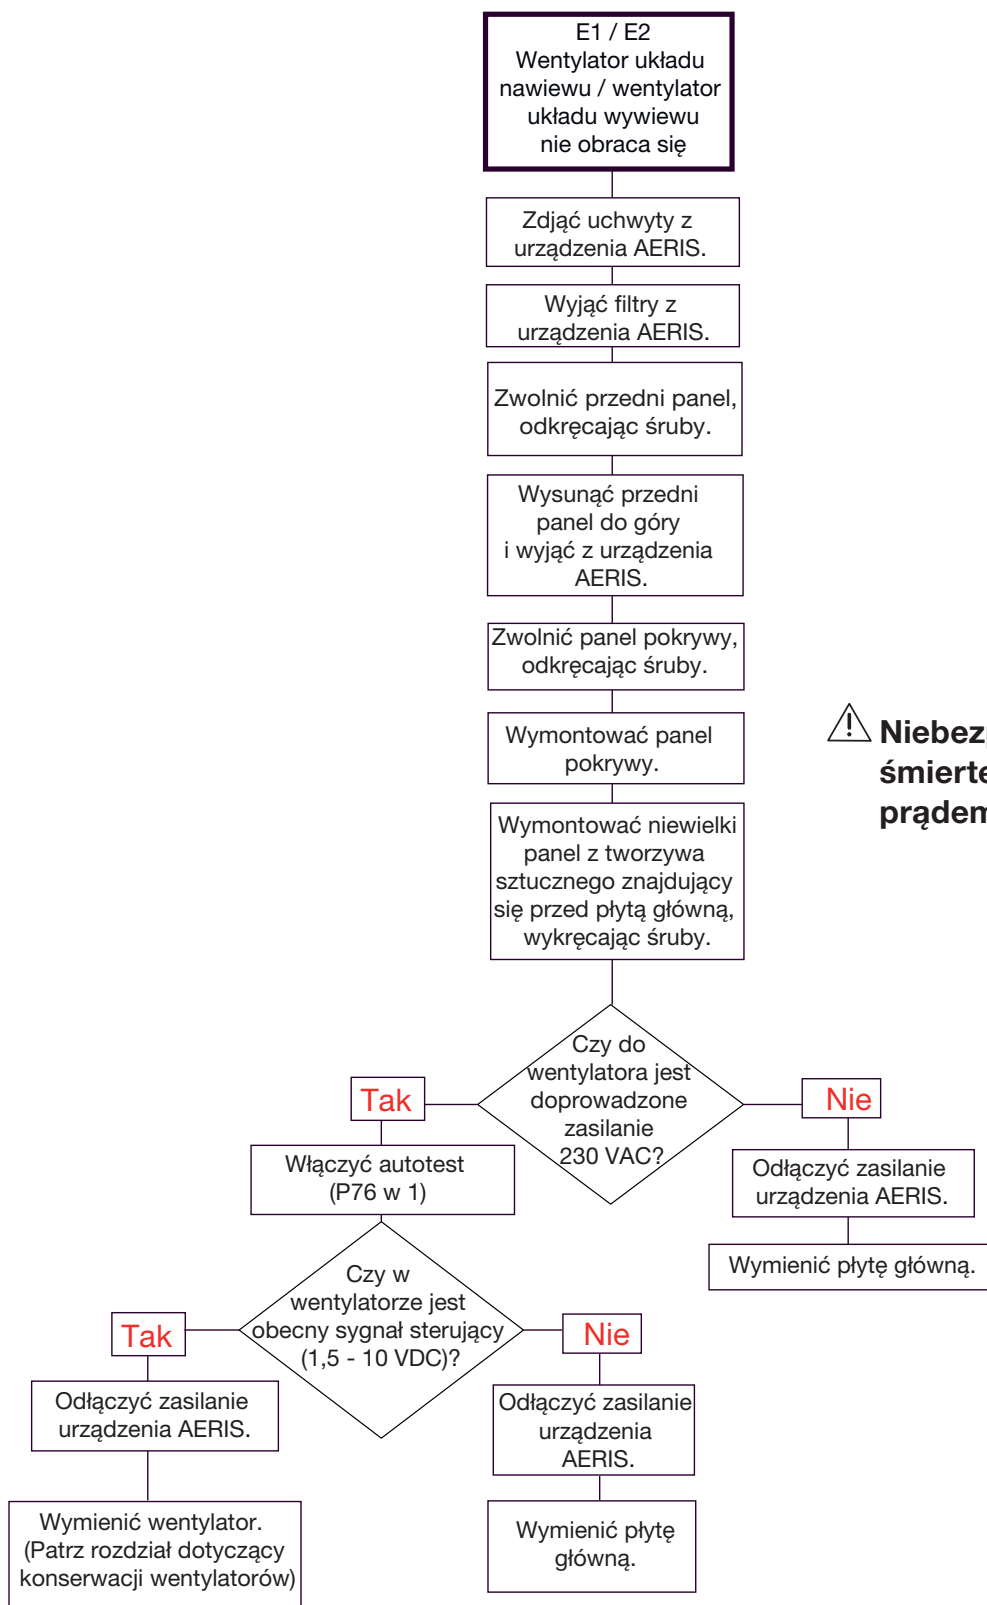 E1 / E2
Wentylator układu
nawiewu / wentylator
układu wywiewu
nie obraca się
Zdjąć uchwyty z
urządzenia AERIS.
Wyjąć filtry z
urządzenia AERIS.
Zwolnić przedni panel,
odkręcając śruby.
Wysunąć przedni
panel do góry
i wyjąć z urządzenia
AERIS.
Zwolnić panel pokrywy,
odkręcając śruby.
Wymontować panel
pokrywy.
Wymontować niewielki
panel z tworzywa
sztucznego znajdujący
się przed płytą główną,
wykręcając śruby.
prądem
Czy do
wentylatora jest
doprowadzone
zasilanie
230 VAC?
Tak
Nie
Włączyć autotest
(P76 w 1)
Odłączyć zasilanie
urządzenia AERIS.
Wymienić płytę główną.
Czy w
wentylatorze jest
obecny sygnał sterujący
(1,5 - 10 VDC)?
Tak
Nie
Odłączyć zasilanie
urządzenia AERIS.
Wymienić wentylator.
(Patrz rozdział dotyczący
konserwacji wentylatorów)
Odłączyć zasilanie
urządzenia
AERIS.
Wymienić płytę
główną.